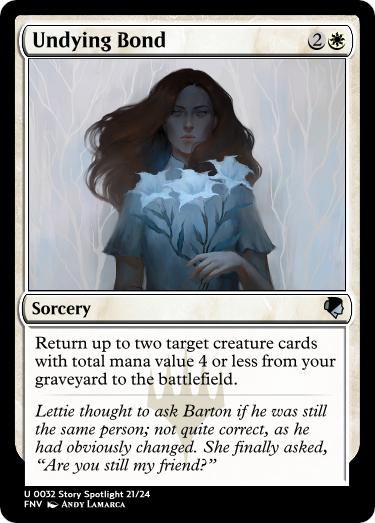 Undying Bond 2
Sorcery
Return up to two target creature cards
with total mana value 4 or less from your
graveyard to the battlefield.
Lettie thought to ask Barton if he was still
the same person; not quite correct, as
he had obviously changed. She finally asked,
“Are you still my friend?”
U 0032 Story Spotlight 21/24
FNV Andy Lamarca